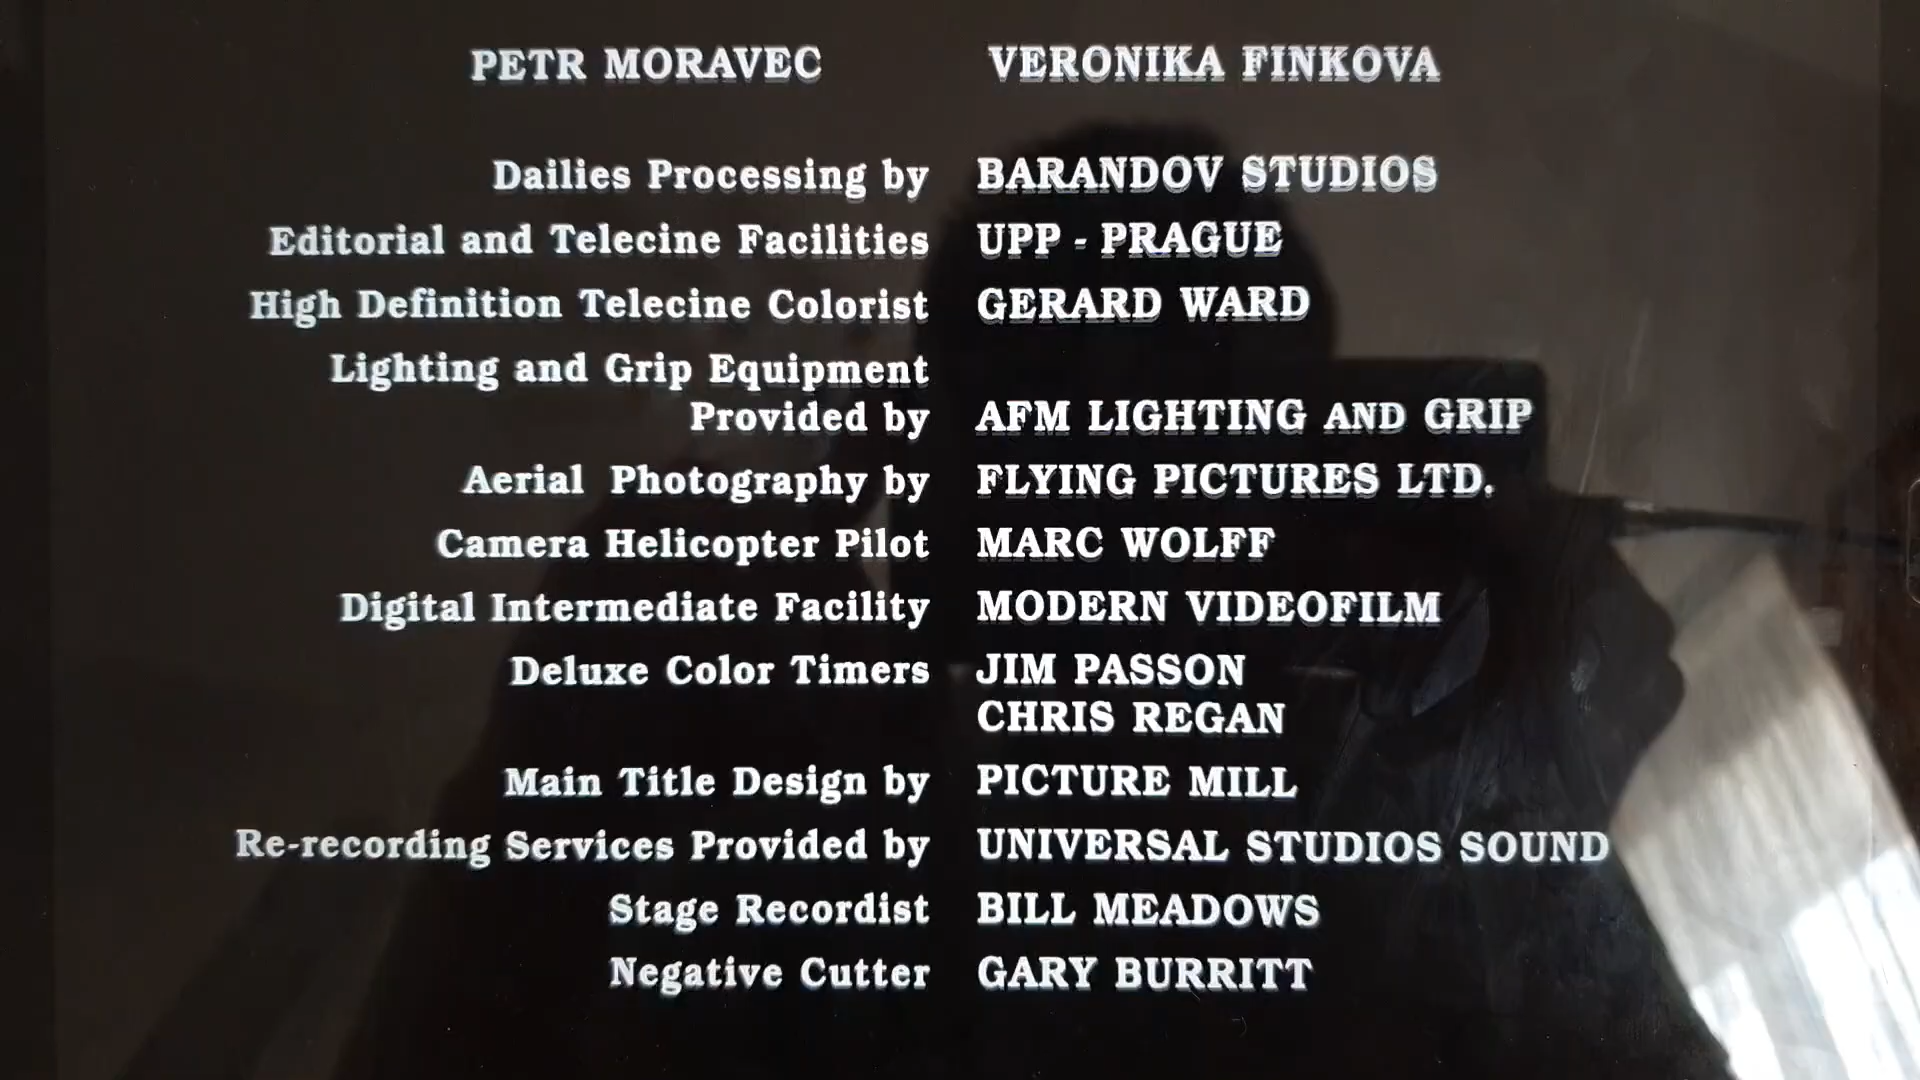 PETR MORAVEC VERONIKA FINKOVA
Dailies Processing by BARANDOV STUDIOS
Editorial and Telecine Facilities UPP - PRAGUE
High Definition Telecine Colorist GERARD WARD
Lighting and Grip Equipment
Provided by AFM LIGHTING AND GRIP
Aerial Photography by FLYING PICTURES LTD.
Camera Helicopter Pilot MARC WOLFF
Digital Intermediate Facility MODERN VIDEOFILM
Deluxe Color Timers JIM PASSON
CHRIS REGAN
Main Title Design by PICTURE MILL
Re-recording Services Provided by UNIVERSAL STUDIOS SOUND
Stage Recordist BILL MEADOWS
Negative Cutter GARY BURRITT